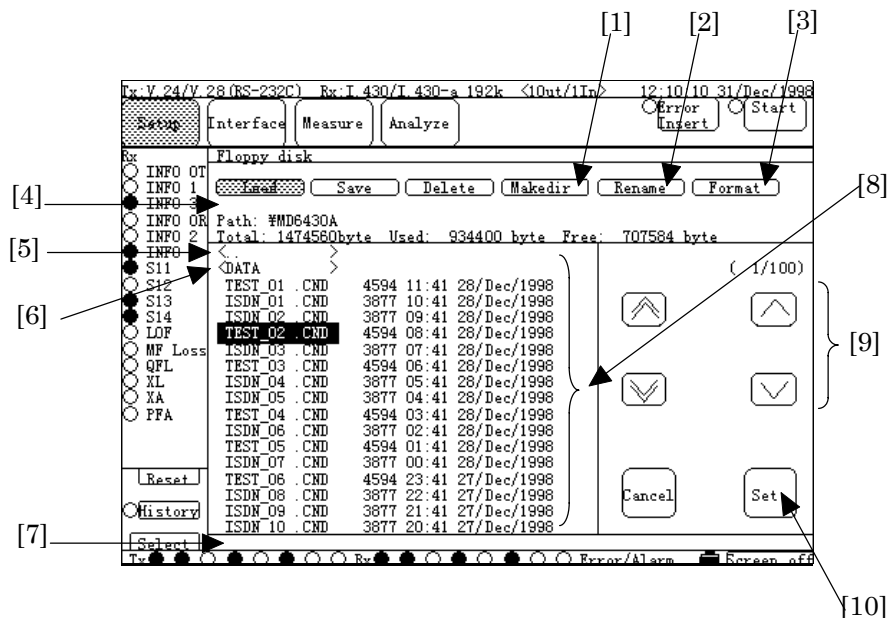 [1] [2] [3]
Tx:V.24/V.28(RS-232C) Rx:I.430/I.430-a 192k <1Out/1In> 12:10:10 31/Dec/1998
Setup Interface Measure Analyze Error Insert Start
Rx Floppy disk
INFO OT
INFO 1 Load Save Delete Makedir Rename Format [8]
[4] INFO 3
INFO OR Path: ¥MD6430A
INFO 2 Total: 1474560byte Used: 934400 byte Free: 707584 byte
[5] INFO <.. >
[6] S11 <DATA > ( 1/100)
S12 TEST_01 .CND 4594 11:41 28/Dec/1998
S13 ISDN_01 .CND 3877 10:41 28/Dec/1998
S14 ISDN_02 .CND 3877 09:41 28/Dec/1998
LOF TEST_02 .CND 4594 08:41 28/Dec/1998
MF Loss ISDN_03 .CND 3877 07:41 28/Dec/1998 [9]
QFL TEST_03 .CND 4594 06:41 28/Dec/1998
XL ISDN_04 .CND 3877 05:41 28/Dec/1998
XA ISDN_05 .CND 3877 04:41 28/Dec/1998
PFA TEST_04 .CND 4594 03:41 28/Dec/1998
ISDN_06 .CND 3877 02:41 28/Dec/1998
TEST_05 .CND 4594 01:41 28/Dec/1998
ISDN_07 .CND 3877 00:41 28/Dec/1998
Reset TEST_06 .CND 4594 23:41 27/Dec/1998
ISDN_08 .CND 3877 22:41 27/Dec/1998 Cancel Set
History ISDN_09 .CND 3877 21:41 27/Dec/1998
ISDN_10 .CND 3877 20:41 27/Dec/1998
[7] Select
Tx Rx Error/Alarm Screen off
[10]